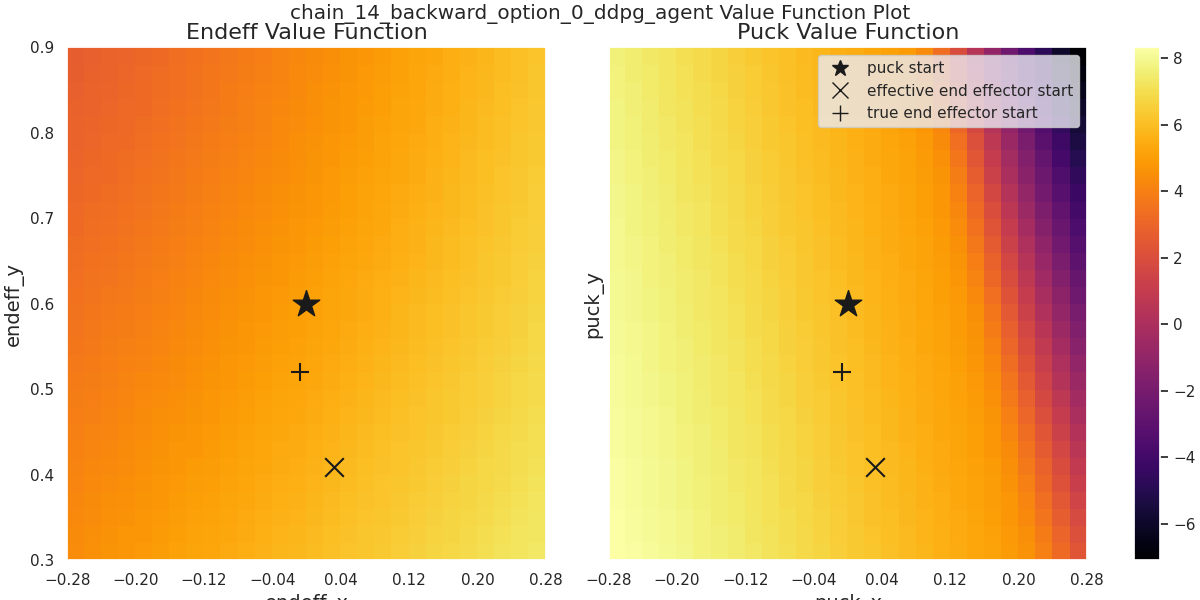 chain_14_backward_option_0_ddpg_agent Value Function Plot
Endeff Value Function
Puck Value Function
puck start
effective end effector start
true end effector start
endeff_y
0.9
0.8
0.7
0.6
0.5
0.4
0.3
−0.28 −0.20 −0.12 −0.04 0.04 0.12 0.20 0.28
endeff_x
puck_y
−0.28 −0.20 −0.12 −0.04 0.04 0.12 0.20 0.28
puck_x
8
6
4
2
0
−2
−4
−6